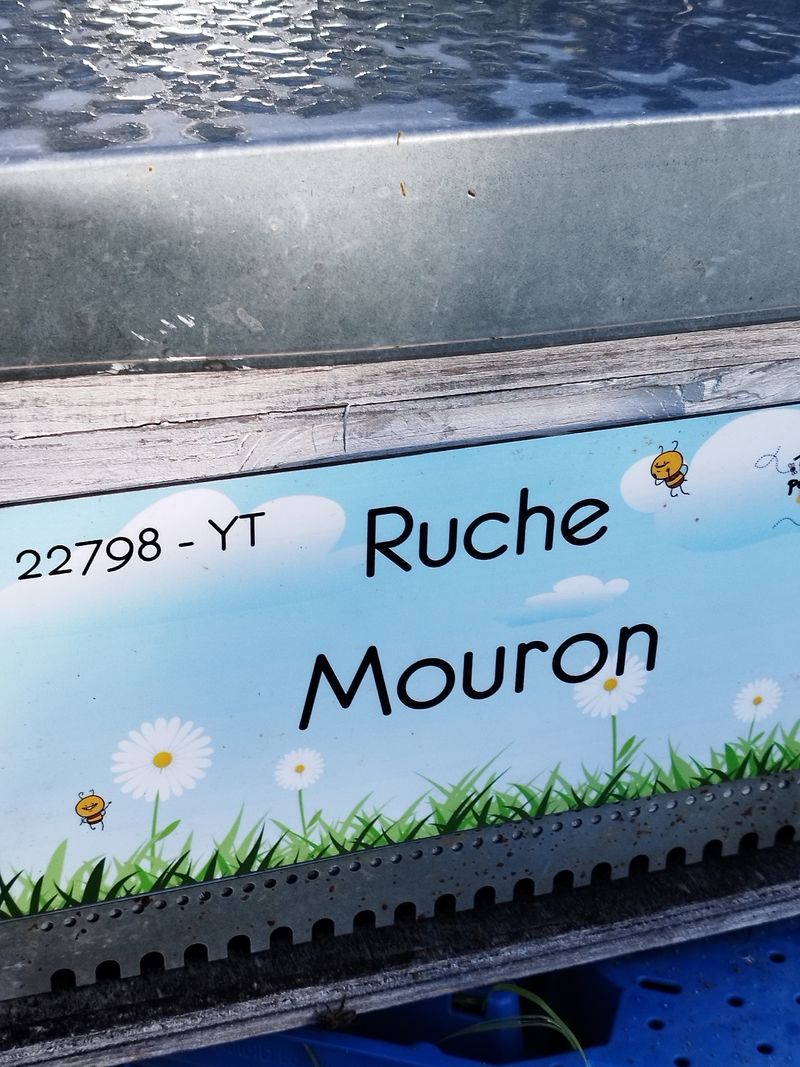 22798 - YT
Ruche
Mouron